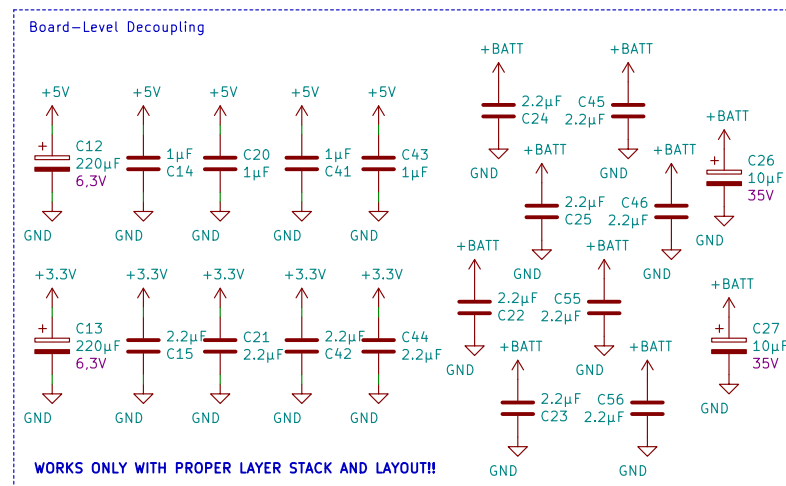 Board-Level Decoupling
+BATT +BATT
+5V +5V +5V +5V +5V
2.2µF C45
C24 2.2µF
+BATT
+ C12 1µF C20 1µF C43
220µF C14 1µF C41 1µF
6,3V
GND GND
+BATT +BATT
+ C26
10µF
35V
2.2µF C46
C25 2.2µF
GND GND GND GND GND
GND
+BATT +BATT
GND GND
+3.3V +3.3V +3.3V +3.3V +3.3V
+BATT
2.2µF C55
C22 2.2µF
+ C13 2.2µF C21 2.2µF C44
220µF C15 2.2µF C42 2.2µF
6,3V
+ C27
10µF
35V
+BATT +BATT
GND GND
2.2µF C56
C23 2.2µF
GND
GND GND GND GND GND
GND GND
WORKS ONLY WITH PROPER LAYER STACK AND LAYOUT!!